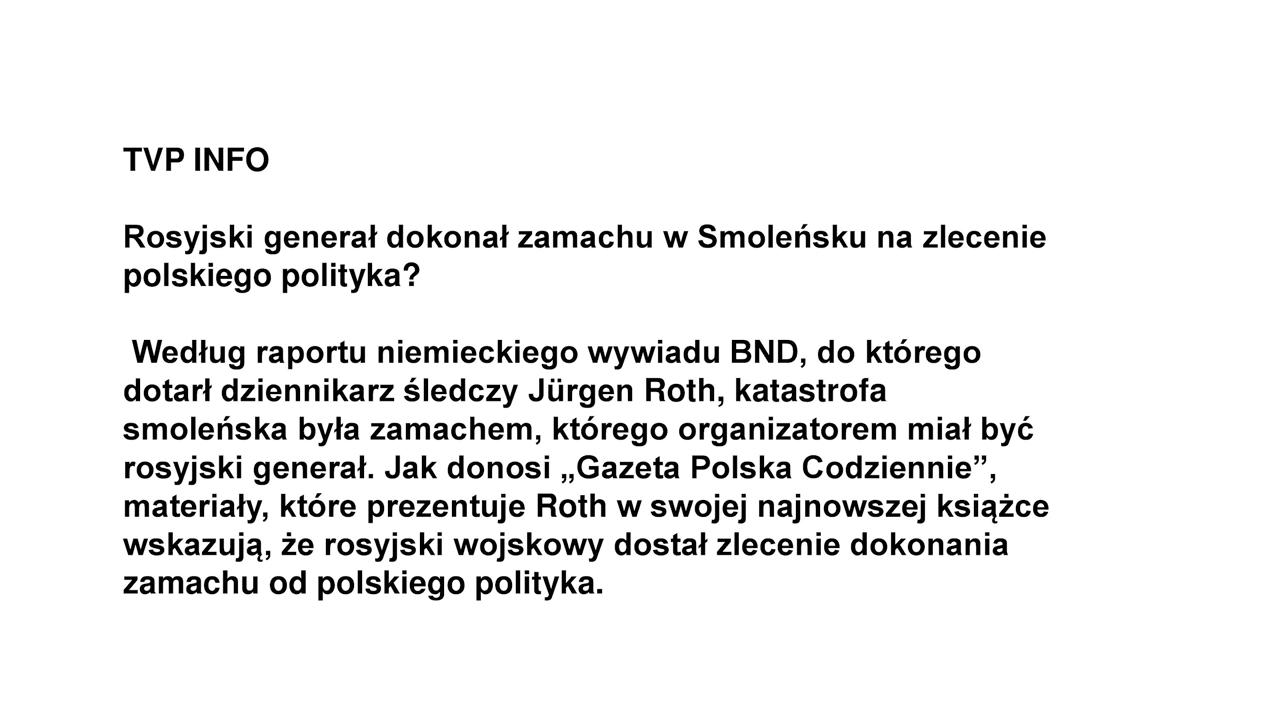 TVP INFO
Rosyjski generał dokonał zamachu w Smoleńsku na zlecenie
polskiego polityka?
Według raportu niemieckiego wywiadu BND, do którego
dotarł dziennikarz śledczy Jürgen Roth, katastrofa
smoleńska była zamachem, którego organizatorem miał być
rosyjski generał. Jak donosi „Gazeta Polska Codziennie”,
materiały, które prezentuje Roth w swojej najnowszej książce
wskazują, że rosyjski wojskowy dostał zlecenie dokonania
zamachu od polskiego polityka.